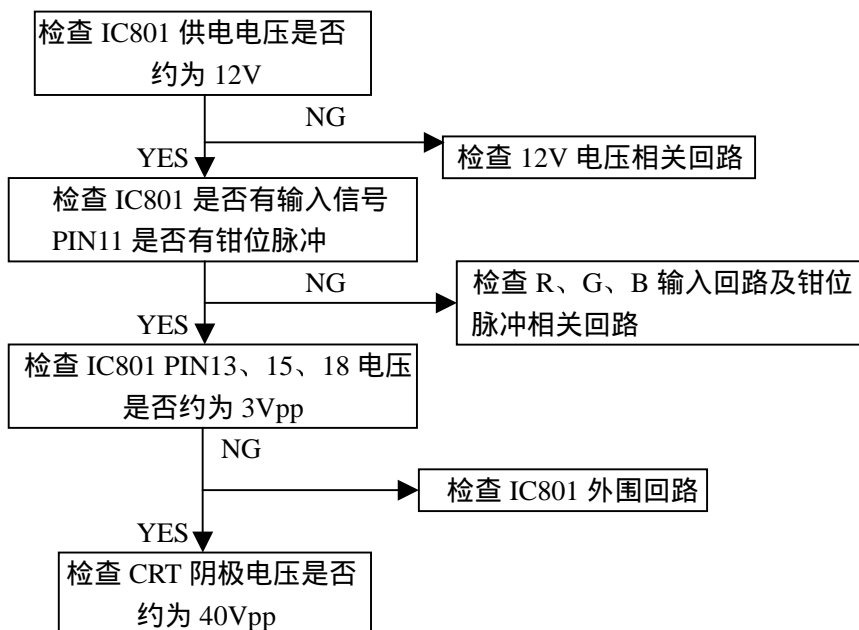 检查 IC801 供电电压是否
约为 12V
NG
YES
检查 12V 电压相关回路
检查 IC801 是否有输入信号
PIN11 是否有钳位脉冲
NG
YES
检查 R、G、B 输入回路及钳位
脉冲相关回路
检查 IC801 PIN13、15、18 电压
是否约为 3Vpp
NG
检查 IC801 外围回路
YES
检查 CRT 阴极电压是否
约为 40Vpp